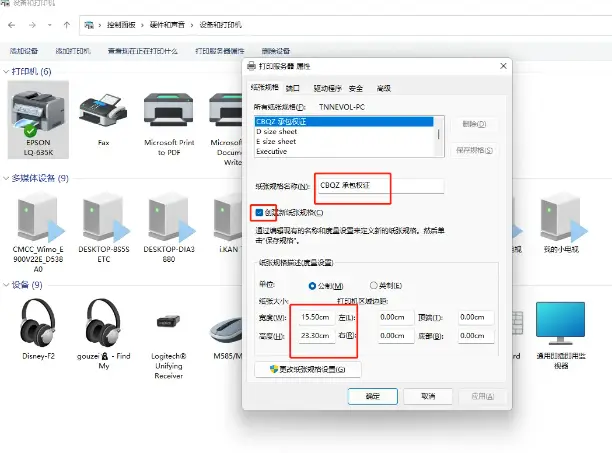 设备和打印机
控制面板 › 硬件和声音 › 设备和打印机
添加设备 添加打印机 查看现在正在打印什么 打印服务器属性 删除设备
打印机 (6)
EPSON
LQ-635K
Fax
Microsoft Print
to PDF
Microsoft
Docume
Write
多媒体设备 (9)
CMCC_Wimo_E
900V22E_D538
A0
DESKTOP-BS5S
ETC
DESKTOP-DIA3
880
i.KAN T
我的小电视
设备 (9)
Disney-F2
gouzei - Find
My
Logitech®
Unifying
Receiver
M585/M
通用即插即用监
视器
打印服务器 属性
纸张规格 端口 驱动程序 安全 高级
所有纸张规格(F): TNNEVOL-PC
CBQZ 承包权证
D size sheet
E size sheet
Executive
删除(D)
保存规格(S)
纸张规格名称(N): CBQZ 承包权证
创建新纸张规格(C)
通过编辑现有的名称和度量设置来定义新的纸张规格。然后单
击"保存规格"。
纸张规格描述(度量设置)
单位: 公制(M) 英制(E)
纸张大小: 打印机区域边距:
宽度(W): 15.50cm 左(L): 0.00cm 顶端(T): 0.00cm
高度(H): 23.30cm 右(R): 0.00cm 底部(B): 0.00cm
更改纸张规格设置(G)
确定 取消 应用(A)